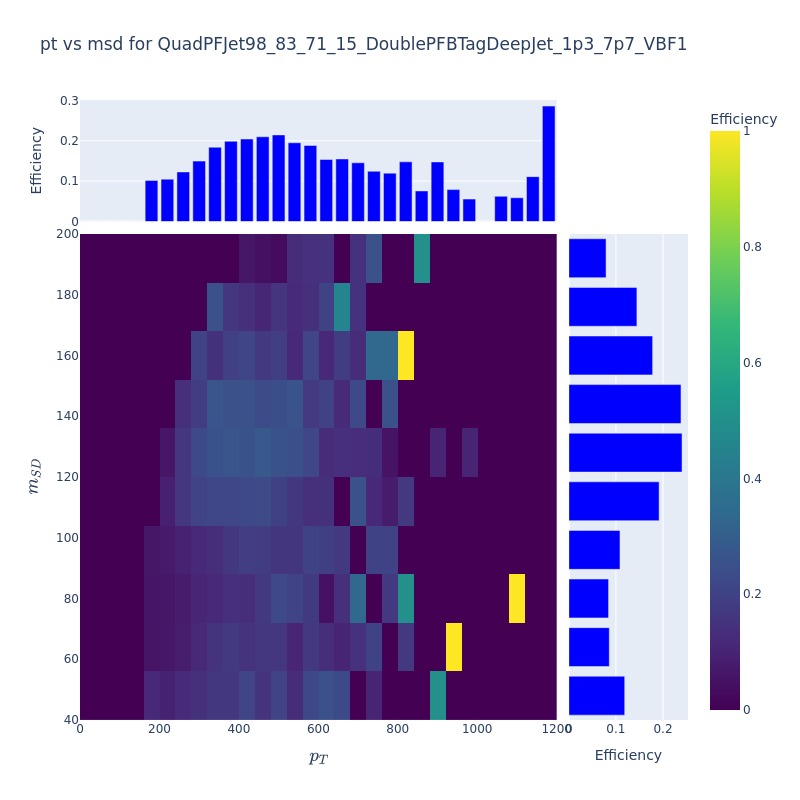 pt vs msd for QuadPFJet98_83_71_15_DoublePFBTagDeepJet_1p3_7p7_VBF1
Efficiency
0.3
0.2
0.1
0
Efficiency
1
0.8
0.6
0.4
0.2
0
m_SD
200
180
160
140
120
100
80
60
40
0 200 400 600 800 1000 1200
p_T
0 0.1 0.2
Efficiency